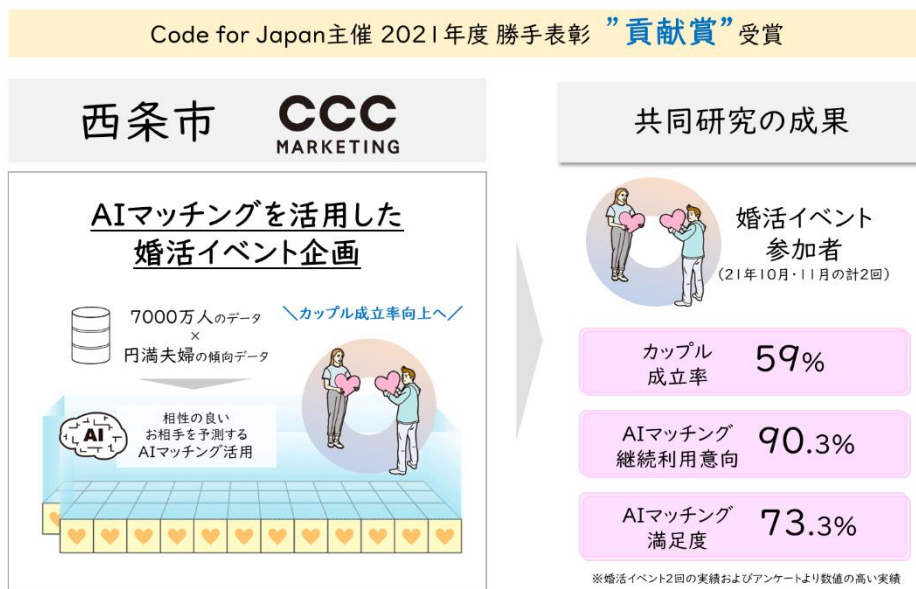 Code for Japan主催 2021年度 勝手表彰 ”貢献賞”受賞
西条市
CCC
MARKETING
AIマッチングを活用した
婚活イベント企画
7000万人のデータ
×
円満夫婦の傾向データ
＼カップル成立率向上へ／
AI
相性の良い
お相手を予測する
AIマッチング活用
共同研究の成果
婚活イベント
参加者
（21年10月・11月の計2回）
カップル
成立率
59%
AIマッチング
継続利用意向
90.3%
AIマッチング
満足度
73.3%
※婚活イベント2回の実績およびアンケートより数値の高い実績